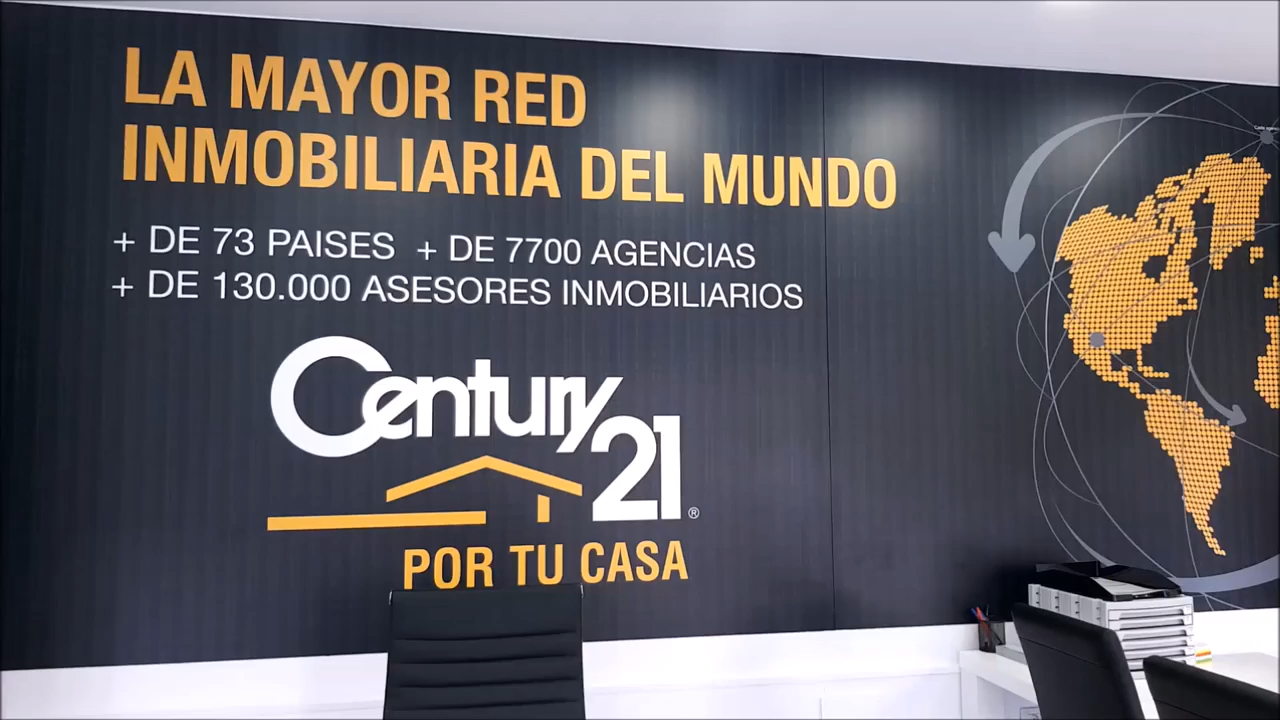 LA MAYOR RED
INMOBILIARIA DEL MUNDO
+ DE 73 PAISES + DE 7700 AGENCIAS
+ DE 130.000 ASESORES INMOBILIARIOS
Century
21®
POR TU CASA